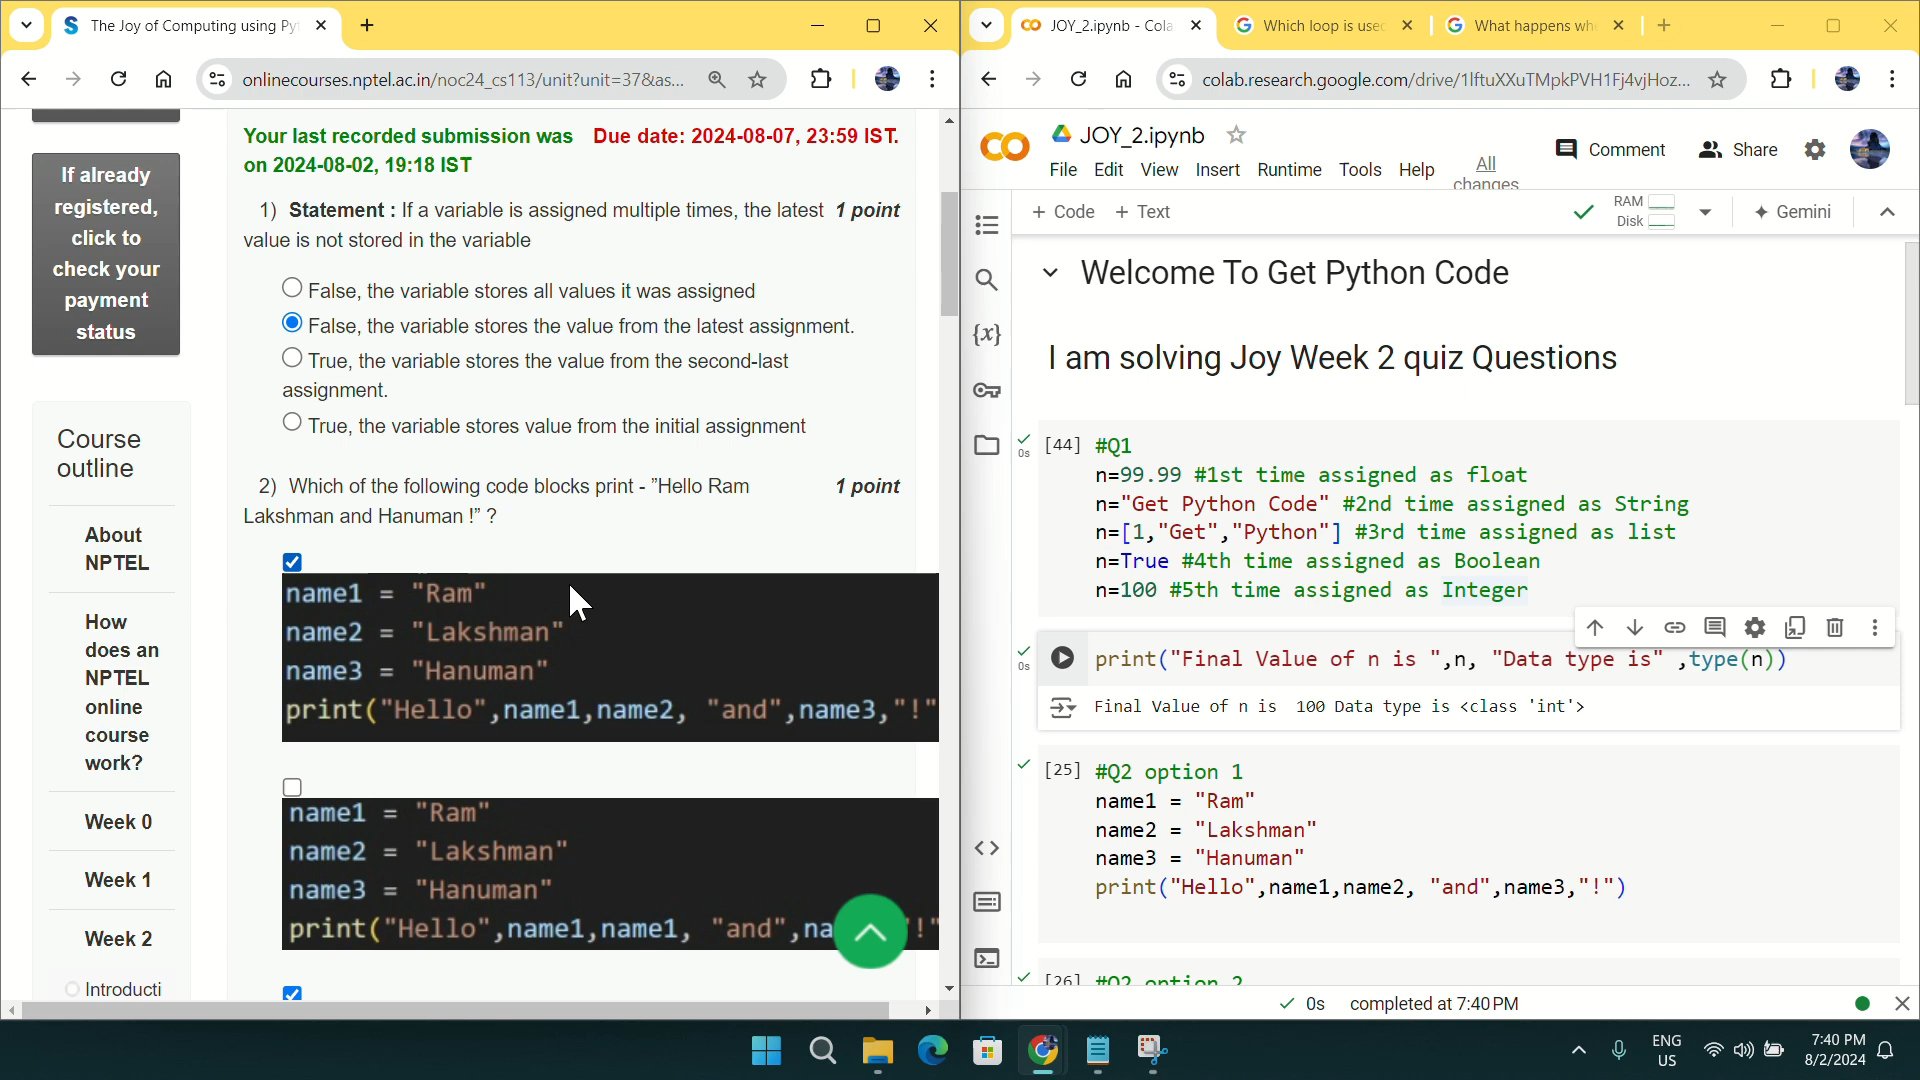 The Joy of Computing using Py
onlinecourses.nptel.ac.in/noc24_cs113/unit?unit=37&as...
If already
registered,
click to
check your
payment
status
Course
outline
About
NPTEL
How
does an
NPTEL
online
course
work?
Week 0
Week 1
Week 2
Introducti
Your last recorded submission was
on 2024-08-02, 19:18 IST
Due date: 2024-08-07, 23:59 IST.
1) Statement : If a variable is assigned multiple times, the latest 1 point
value is not stored in the variable
False, the variable stores all values it was assigned
False, the variable stores the value from the latest assignment.
True, the variable stores the value from the second-last
assignment.
True, the variable stores value from the initial assignment
2) Which of the following code blocks print - ”Hello Ram 1 point
Lakshman and Hanuman !” ?
name1 = "Ram"
name2 = "Lakshman"
name3 = "Hanuman"
print("Hello",name1,name2, "and",name3,"!"
name1 = "Ram"
name2 = "Lakshman"
name3 = "Hanuman"
print("Hello",name1,name1, "and",na !"
JOY_2.ipynb - Cola
Which loop is used
What happens wh
colab.research.google.com/drive/1lftuXXuTMpkPVH1Fj4vjHoz...
JOY_2.ipynb
File Edit View Insert Runtime Tools Help All changes
Comment
Share
+ Code + Text
RAM
Disk
Gemini
{x}
Welcome To Get Python Code
I am solving Joy Week 2 quiz Questions
0s
[44] #Q1
n=99.99 #1st time assigned as float
n="Get Python Code" #2nd time assigned as String
n=[1,"Get","Python"] #3rd time assigned as list
n=True #4th time assigned as Boolean
n=100 #5th time assigned as Integer
0s
print("Final Value of n is ",n, "Data type is" ,type(n))
Final Value of n is  100 Data type is <class 'int'>
[25] #Q2 option 1
name1 = "Ram"
name2 = "Lakshman"
name3 = "Hanuman"
print("Hello",name1,name2, "and",name3,"!")
[26] #Q2 option 2
0s completed at 7:40 PM
ENG
US
7:40 PM
8/2/2024